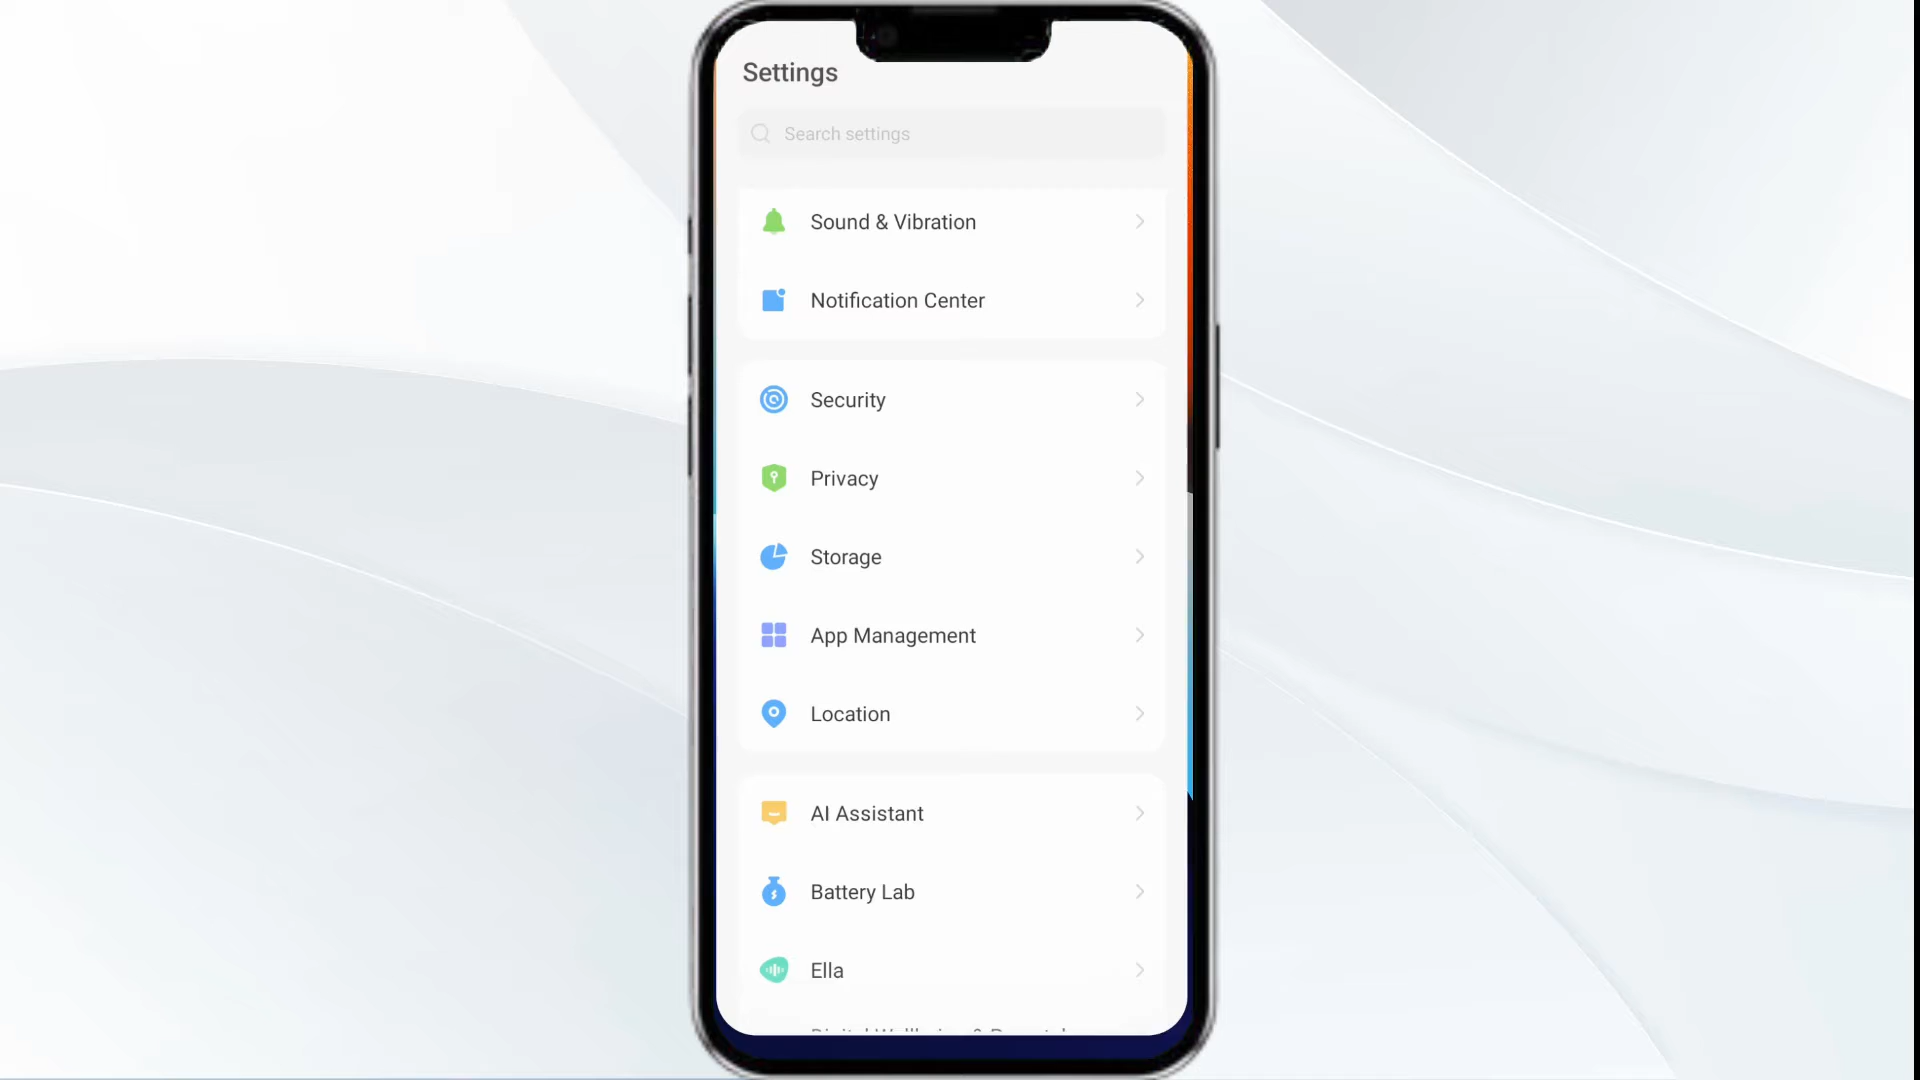 Settings
Search settings
Sound & Vibration
Notification Center
Security
Privacy
Storage
App Management
Location
AI Assistant
Battery Lab
Ella